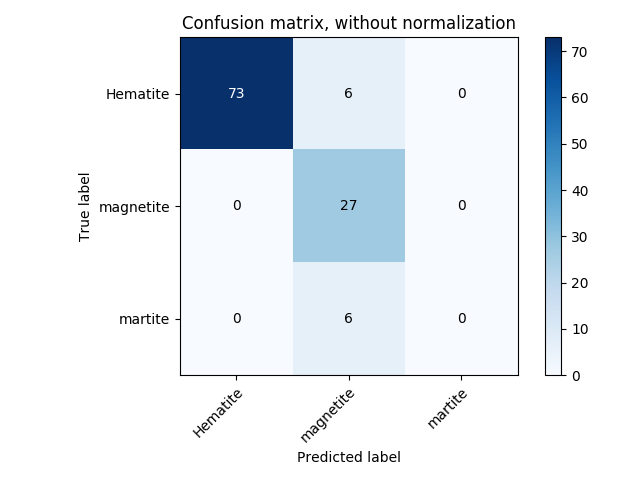 Confusion matrix, without normalization
Hematite
73 6 0
magnetite
0 27 0
martite
0 6 0
True label
Hematite magnetite martite
Predicted label
70
60
50
40
30
20
10
0